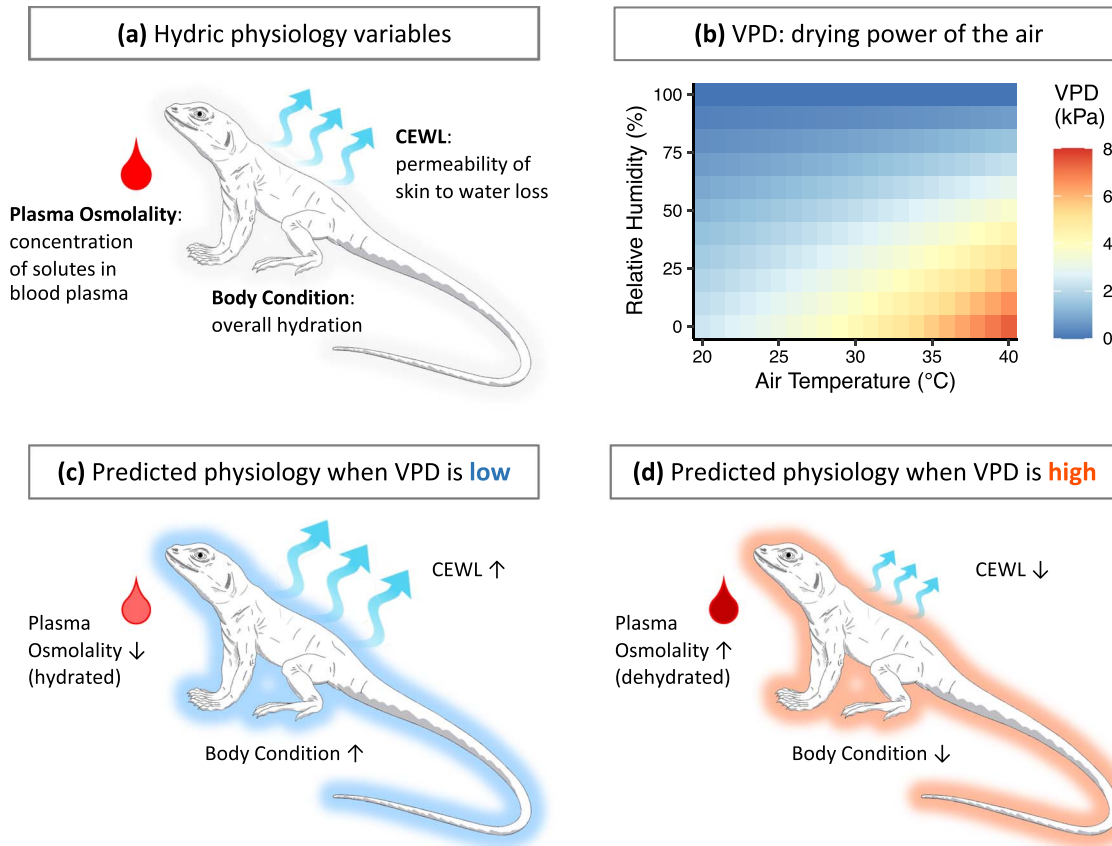 (a) Hydric physiology variables
CEWL:
permeability of
skin to water loss
Plasma Osmolality:
concentration
of solutes in
blood plasma
Body Condition:
overall hydration
(b) VPD: drying power of the air
Relative Humidity (%)
100
75
50
25
0
20
25
30
35
40
Air Temperature (°C)
VPD
(kPa)
8
6
4
2
0
(c) Predicted physiology when VPD is low
CEWL ↑
Plasma
Osmolality ↓
(hydrated)
Body Condition ↑
(d) Predicted physiology when VPD is high
CEWL ↓
Plasma
Osmolality ↑
(dehydrated)
Body Condition ↓